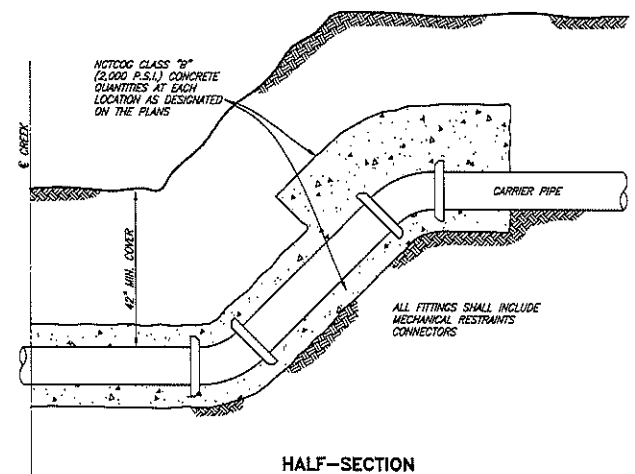 NCTCOG CLASS "B"
(2,000 P.S.I.) CONCRETE
QUANTITIES AT EACH
LOCATION AS DESIGNATED
ON THE PLANS
℄ CREEK
42" MIN. COVER
CARRIER PIPE
ALL FITTINGS SHALL INCLUDE
MECHANICAL RESTRAINTS
CONNECTORS
HALF-SECTION